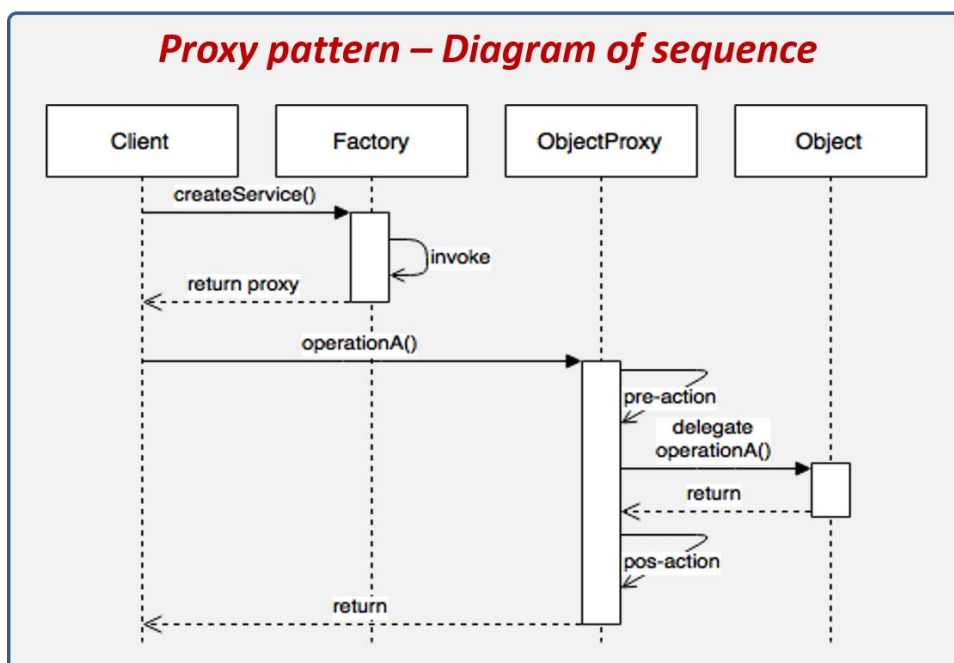 Proxy pattern – Diagram of sequence
Client
Factory
ObjectProxy
Object
createService()
invoke
return proxy
operationA()
pre-action
delegate
operationA()
return
pos-action
return